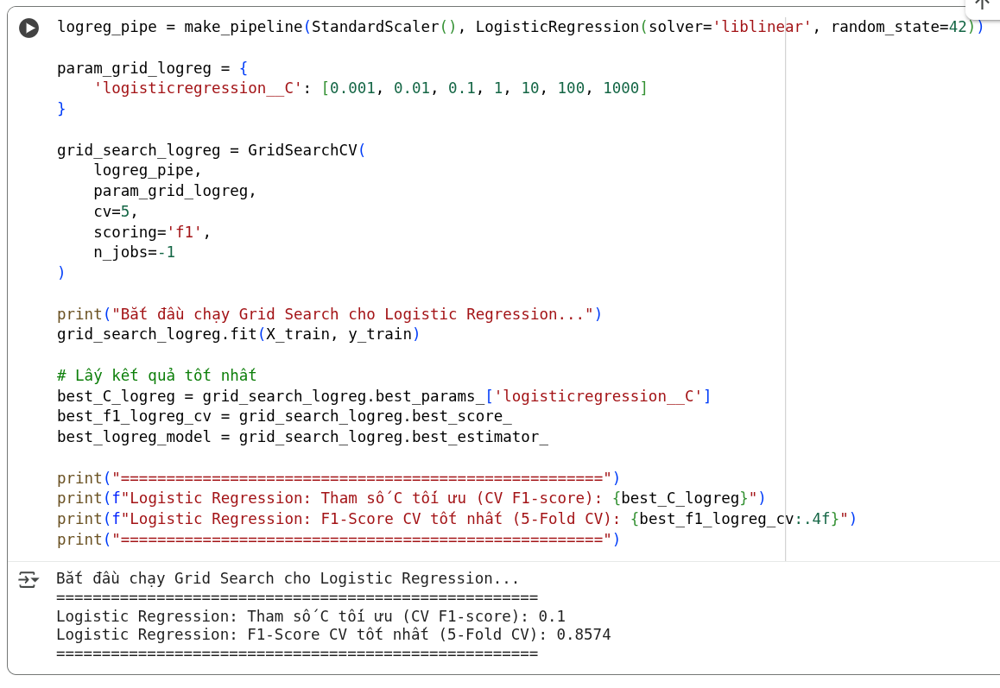 logreg_pipe = make_pipeline(StandardScaler(), LogisticRegression(solver='liblinear', random_state=42))
param_grid_logreg = {
    'logisticregression__C': [0.001, 0.01, 0.1, 1, 10, 100, 1000]
}
grid_search_logreg = GridSearchCV(
    logreg_pipe,
    param_grid_logreg,
    cv=5,
    scoring='f1',
    n_jobs=-1
)
print("Bắt đầu chạy Grid Search cho Logistic Regression...")
grid_search_logreg.fit(X_train, y_train)
# Lấy kết quả tốt nhất
best_C_logreg = grid_search_logreg.best_params_['logisticregression__C']
best_f1_logreg_cv = grid_search_logreg.best_score_
best_logreg_model = grid_search_logreg.best_estimator_
print("=====================================================")
print(f"Logistic Regression: Tham số C tối ưu (CV F1-score): {best_C_logreg}")
print(f"Logistic Regression: F1-Score CV tốt nhất (5-Fold CV): {best_f1_logreg_cv:.4f}")
print("=====================================================")
Bắt đầu chạy Grid Search cho Logistic Regression...
=====================================================
Logistic Regression: Tham số C tối ưu (CV F1-score): 0.1
Logistic Regression: F1-Score CV tốt nhất (5-Fold CV): 0.8574
=====================================================